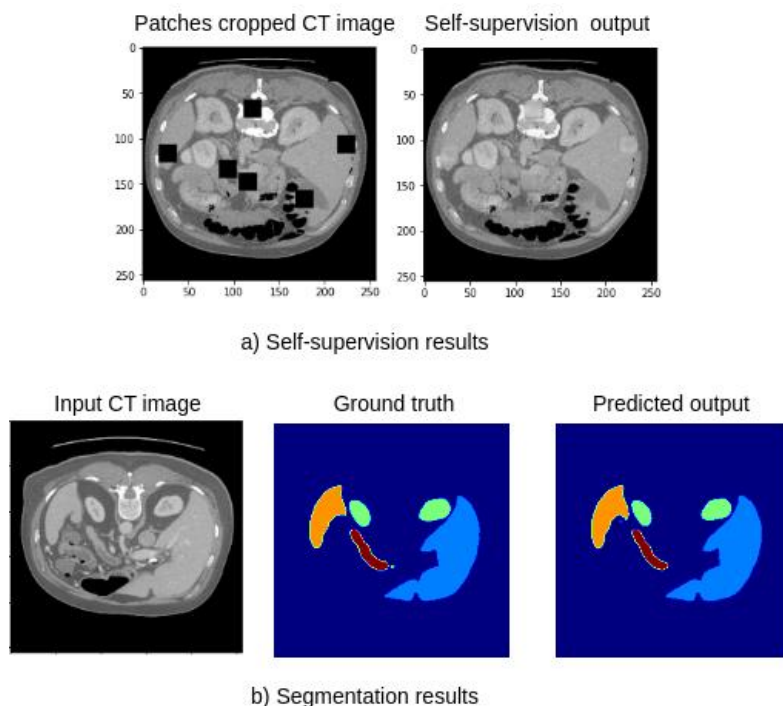 Patches cropped CT image
Self-supervision output
0
50
100
150
200
250
0 50 100 150 200 250
0
50
100
150
200
250
0 50 100 150 200 250
a) Self-supervision results
Input CT image
Ground truth
Predicted output
b) Segmentation results